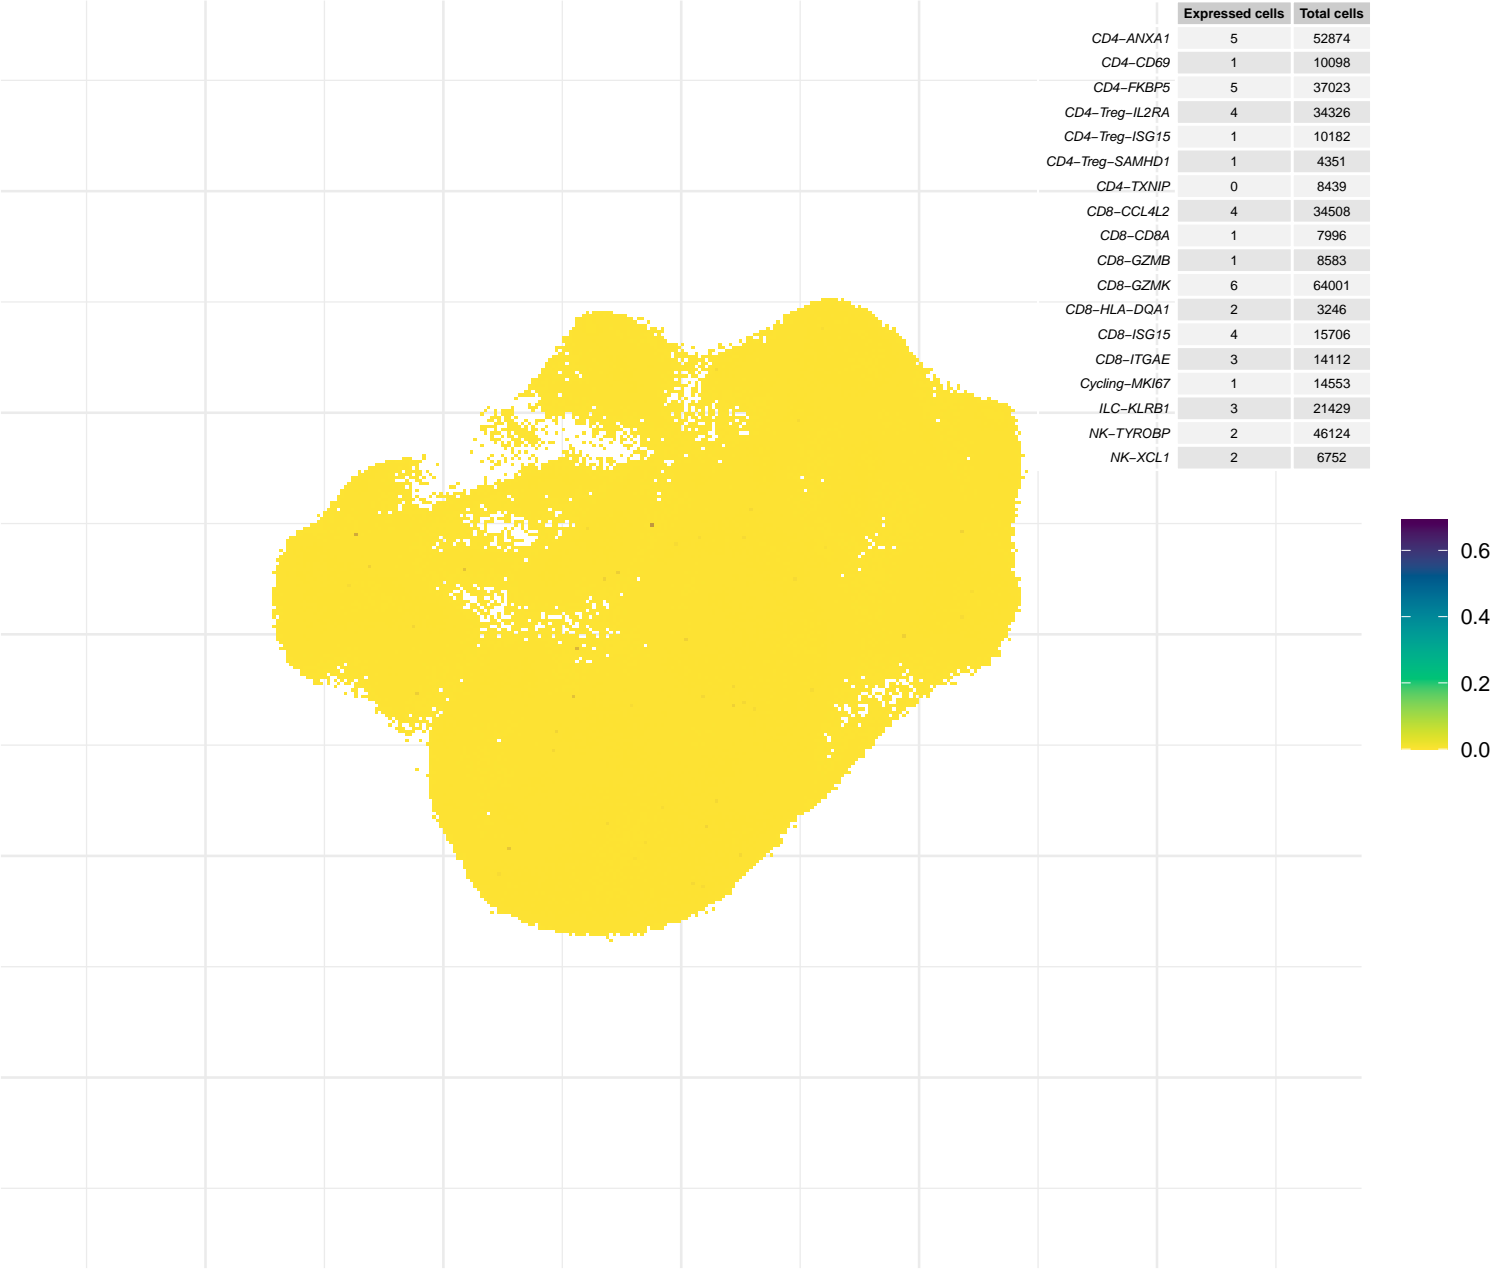 Expressed cells Total cells
CD4−ANXA1 5 52874
CD4−CD69 1 10098
CD4−FKBP5 5 37023
CD4−Treg−IL2RA 4 34326
CD4−Treg−ISG15 1 10182
CD4−Treg−SAMHD1 1 4351
CD4−TXNIP 0 8439
CD8−CCL4L2 4 34508
CD8−CD8A 1 7996
CD8−GZMB 1 8583
CD8−GZMK 6 64001
CD8−HLA−DQA1 2 3246
CD8−ISG15 4 15706
CD8−ITGAE 3 14112
Cycling−MKI67 1 14553
ILC−KLRB1 3 21429
NK−TYROBP 2 46124
NK−XCL1 2 6752
0.6
0.4
0.2
0.0